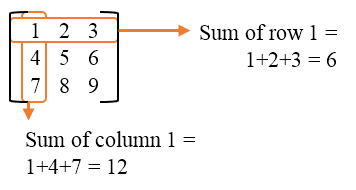 1 2 3
4 5 6
7 8 9
Sum of row 1 =
1+2+3 = 6
Sum of column 1 =
1+4+7 = 12